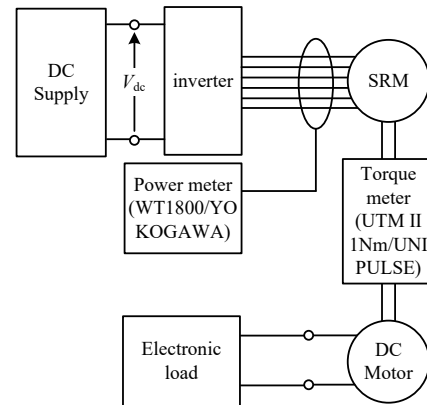 DC
Supply
Vdc
inverter
SRM
Power meter
(WT1800/YO
KOGAWA)
Torque
meter
(UTM II
1Nm/UNI
PULSE)
Electronic
load
DC
Motor